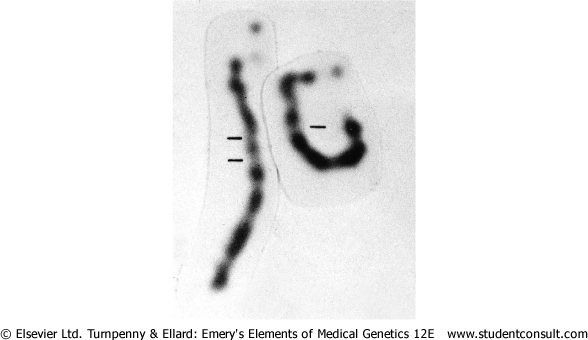 © Elsevier Ltd. Turnpenny & Ellard: Emery's Elements of Medical Genetics 12E www.studentconsult.com